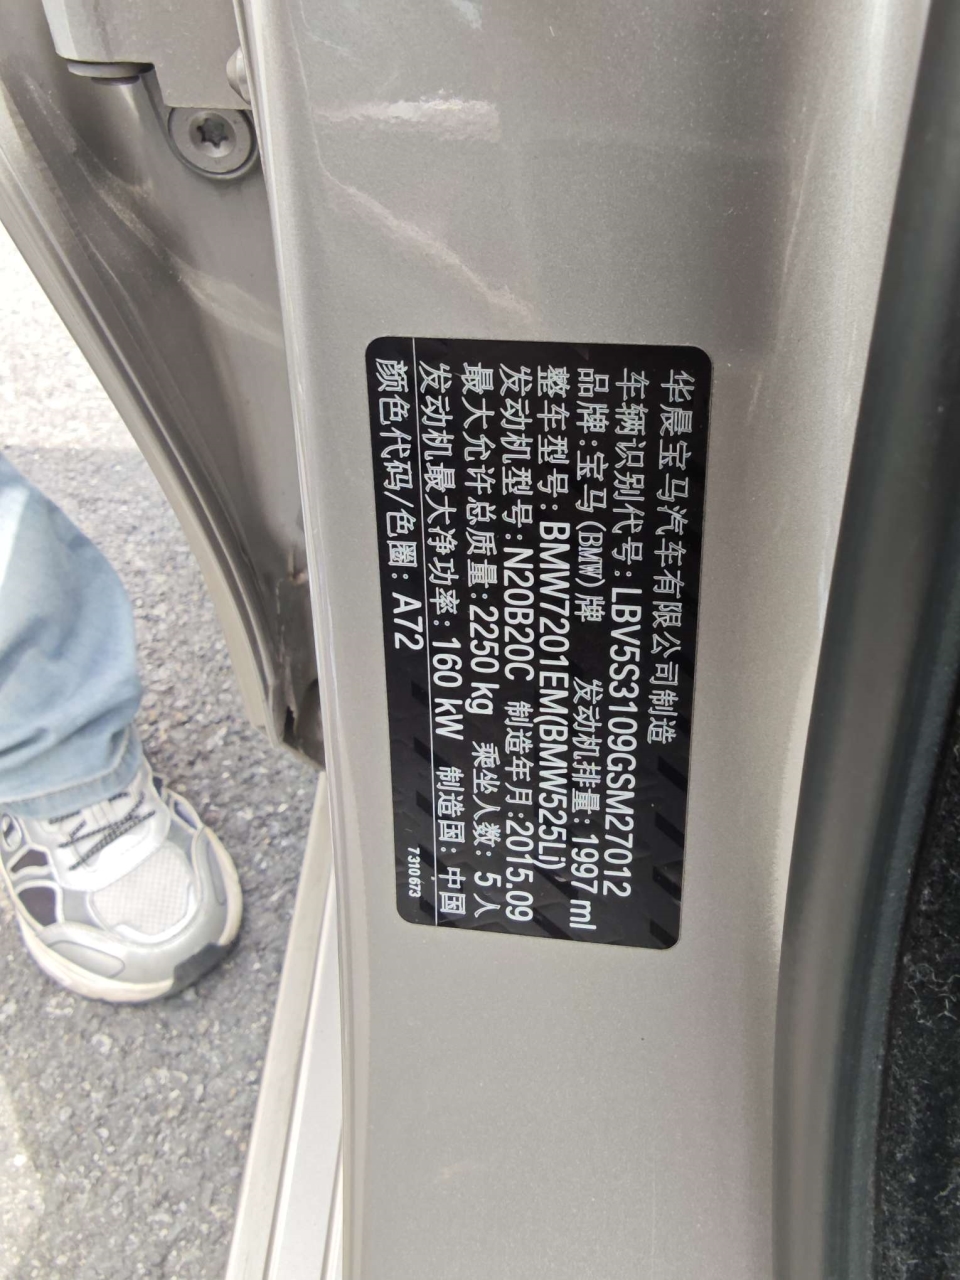 华晨宝马汽车有限公司制造
车辆识别代号:LBV5S3109GSM27012
品牌:宝马(BMW)牌 发动机排量:1997 ml
整车型号:BMW7201EM(BMW525Li)
发动机型号:N20B20C 制造年月:2015.09
最大允许总质量:2250 kg 乘坐人数: 5 人
发动机最大净功率: 160 kW 制造国: 中国
颜色代码/色圈: A72
7310673